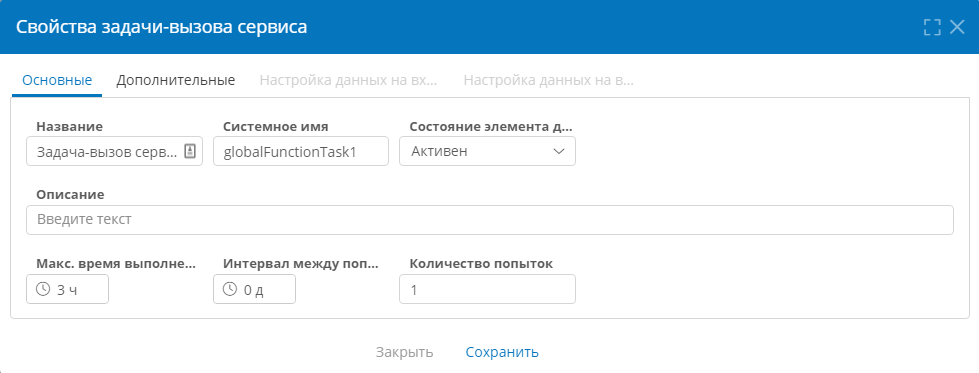 Свойства задачи-вызова сервиса
Основные Дополнительные Настройка данных на вх... Настройка данных на в...
Название Системное имя Состояние элемента д...
Задача-вызов серв... globalFunctionTask1 Активен
Описание
Введите текст
Макс. время выполне... Интервал между поп... Количество попыток
3 ч 0 д 1
Закрыть Сохранить